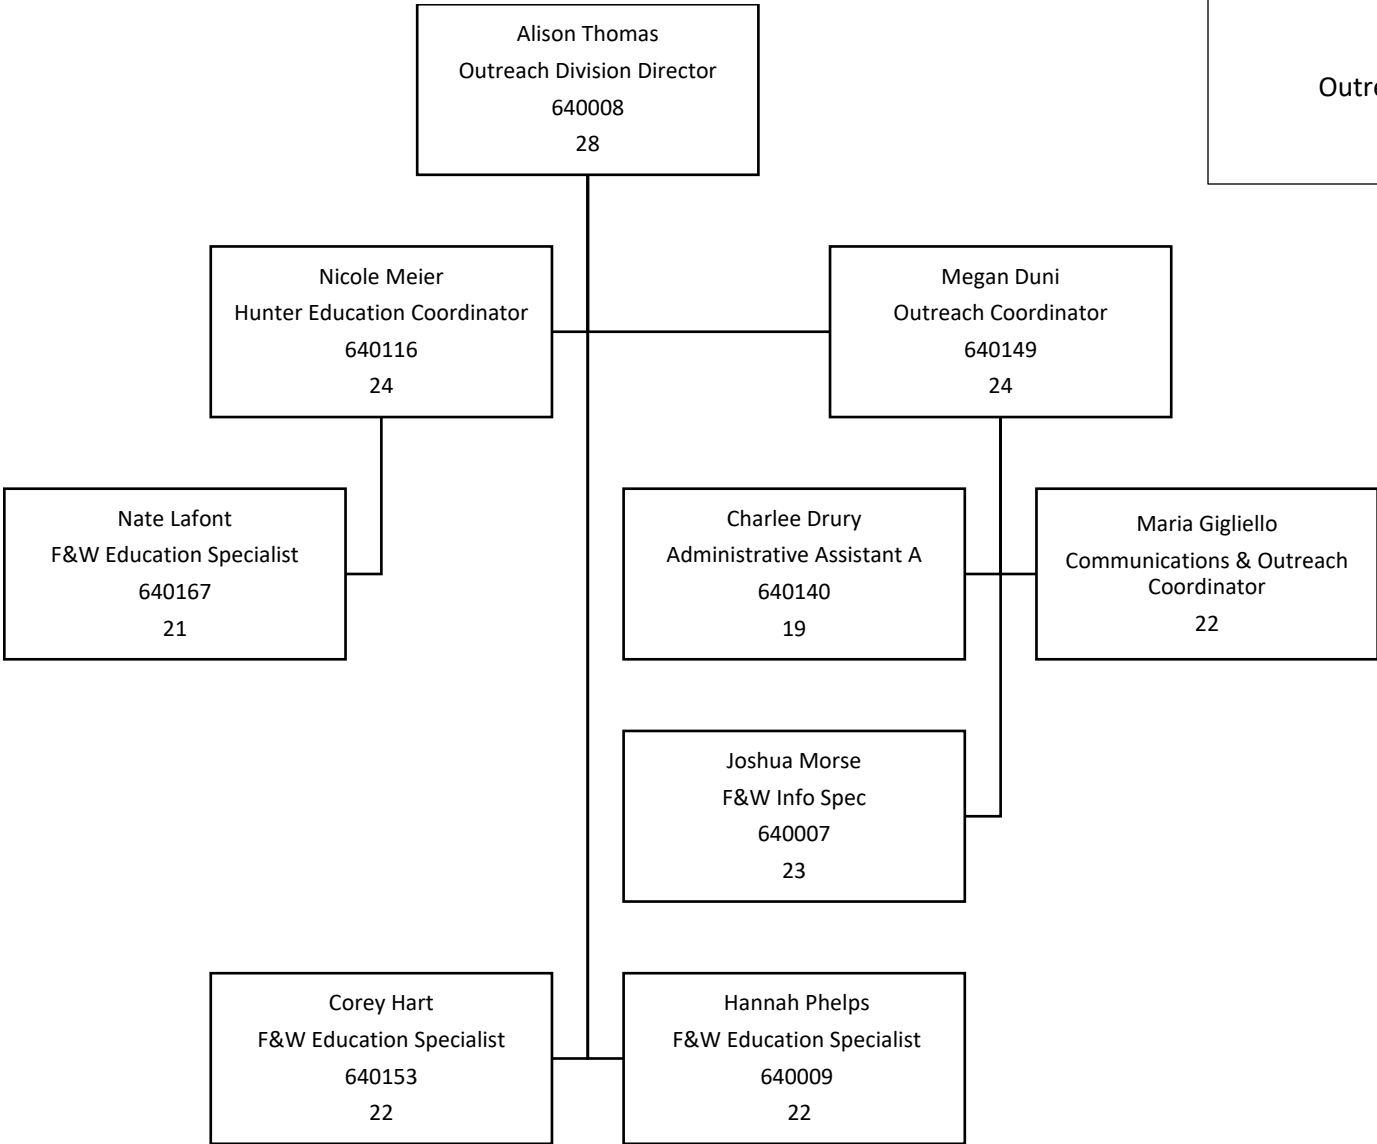 Alison Thomas
Outreach Division Director
640008
28
Nicole Meier
Hunter Education Coordinator
640116
24
Megan Duni
Outreach Coordinator
640149
24
Nate Lafont
F&W Education Specialist
640167
21
Charlee Drury
Administrative Assistant A
640140
19
Maria Gigliello
Communications & Outreach
Coordinator
22
Joshua Morse
F&W Info Spec
640007
23
Corey Hart
F&W Education Specialist
640153
22
Hannah Phelps
F&W Education Specialist
640009
22